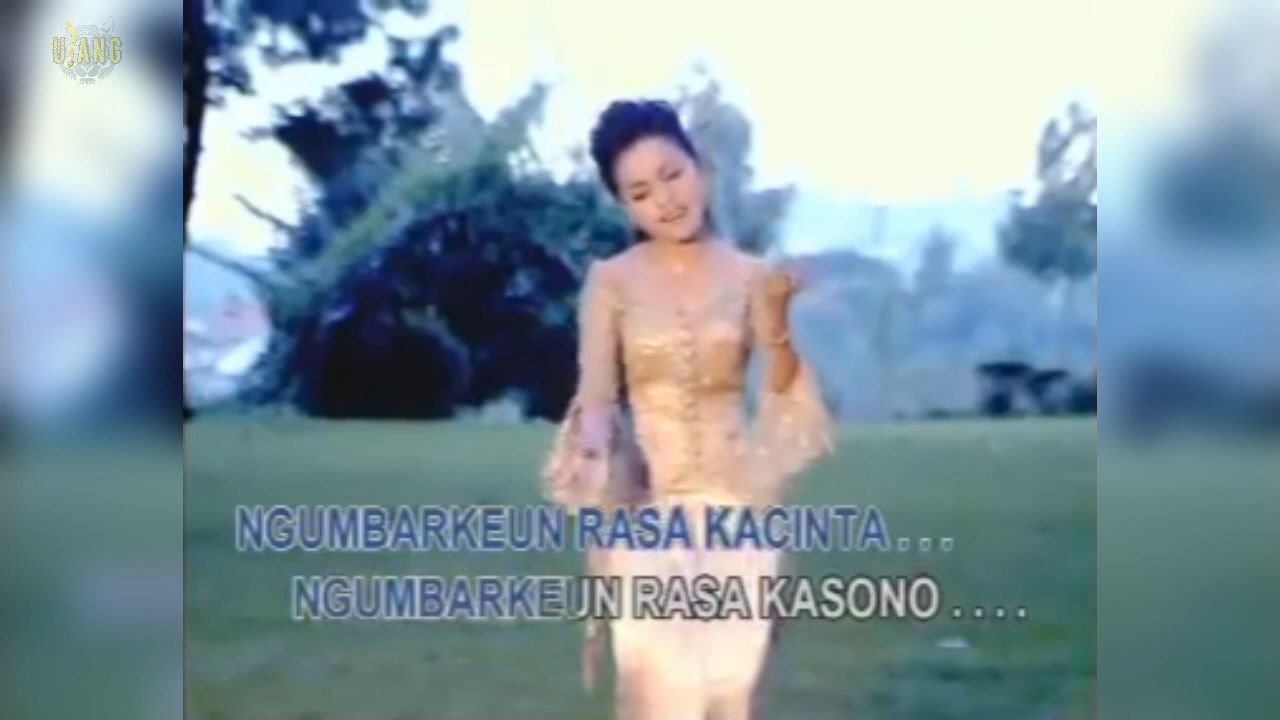 UJANG
NGUMBARKEUN RASA KACINTA . . .
NGUMBARKEUN RASA KASONO . . . .